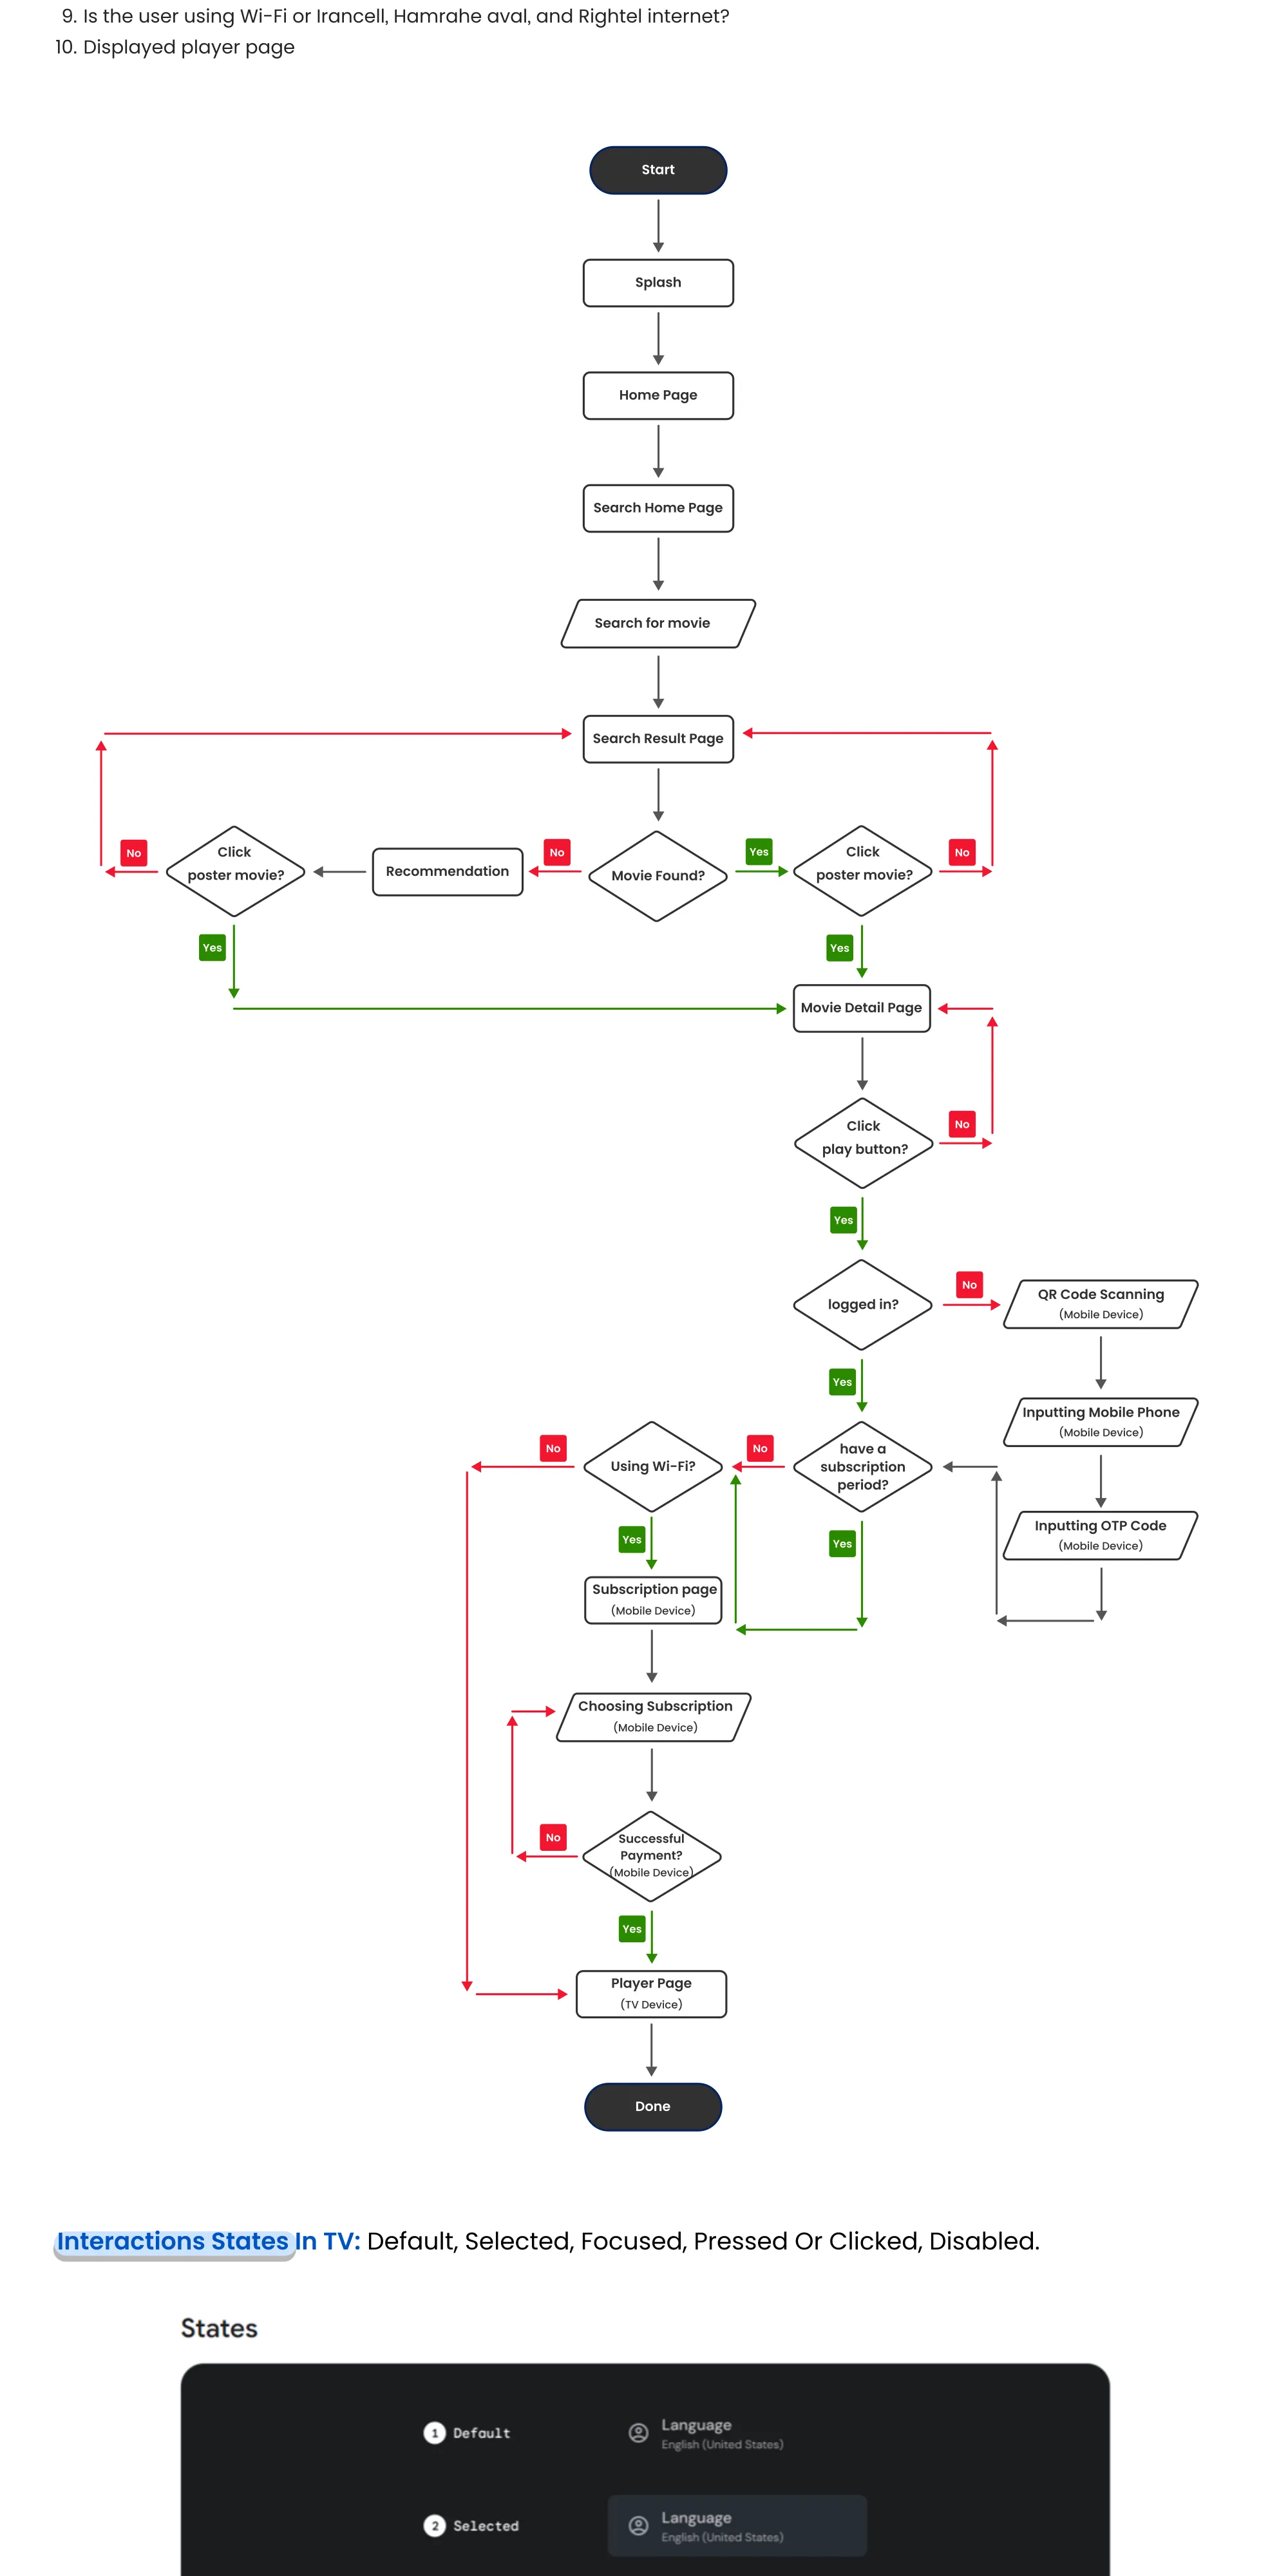 9. Is the user using Wi-Fi or Irancell, Hamrahe aval, and Rightel internet?
10. Displayed player page
Start
Splash
Home Page
Search Home Page
Search for movie
Search Result Page
No
Click
poster movie?
Recommendation
No
Movie Found?
Yes
Click
poster movie?
No
Yes
Yes
Movie Detail Page
Click
play button?
No
Yes
logged in?
No
QR Code Scanning
(Mobile Device)
Yes
Inputting Mobile Phone
(Mobile Device)
No
Using Wi-Fi?
No
have a
subscription
period?
Inputting OTP Code
(Mobile Device)
Yes
Yes
Subscription page
(Mobile Device)
Choosing Subscription
(Mobile Device)
No
Successful
Payment?
(Mobile Device)
Yes
Player Page
(TV Device)
Done
Interactions States In TV: Default, Selected, Focused, Pressed Or Clicked, Disabled.
States
1 Default
Language
English (United States)
2 Selected
Language
English (United States)